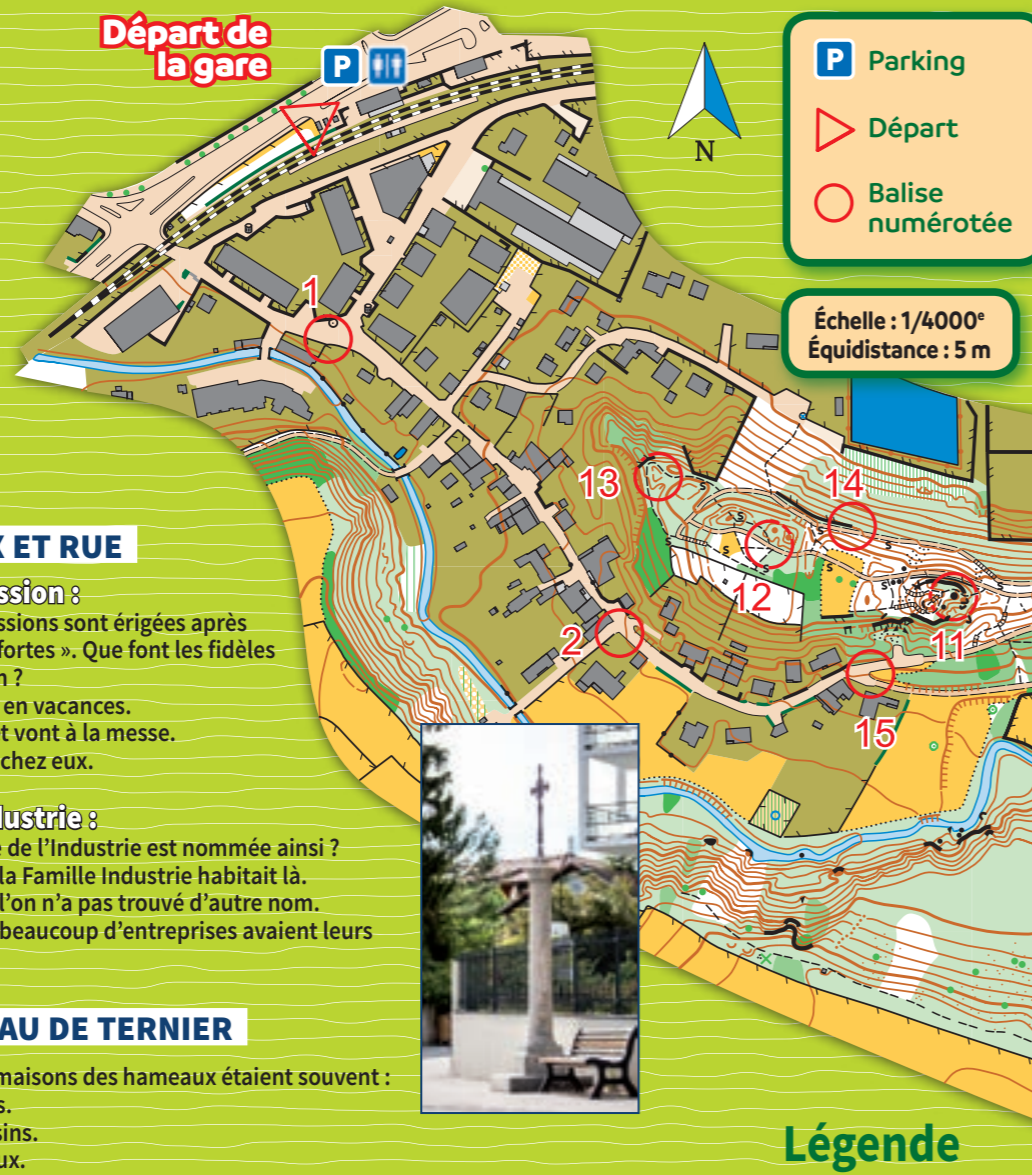 Départ de
la gare
P
N
P Parking
Départ
Balise
numérotée
Échelle : 1/4000e
Équidistance : 5 m
1
13
14
12
2
11
15
ET RUE
ssion :
ssions sont érigées après
fortes ». Que font les fidèles
?
en vacances.
et vont à la messe.
chez eux.
dustrie :
de l’Industrie est nommée ainsi ?
la Famille Industrie habitait là.
l’on n’a pas trouvé d’autre nom.
beaucoup d’entreprises avaient leurs
AU DE TERNIER
maisons des hameaux étaient souvent :
s.
sins.
ux.
Légende